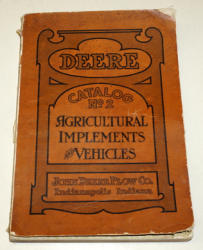 DEERE
CATALOG
No 2
AGRICULTURAL
IMPLEMENTS
AND VEHICLES
JOHN DEERE PLOW CO.
Indianapolis Indiana